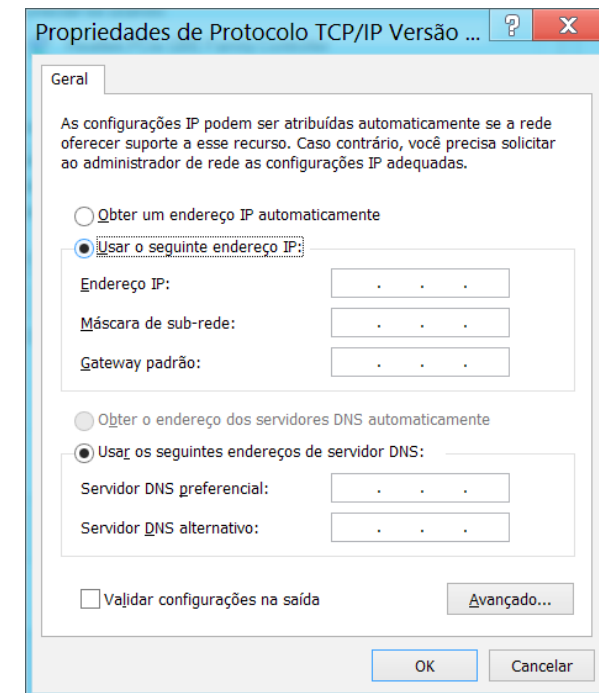 Propriedades de Protocolo TCP/IP Versão ...
Geral
As configurações IP podem ser atribuídas automaticamente se a rede
oferecer suporte a esse recurso. Caso contrário, você precisa solicitar
ao administrador de rede as configurações IP adequadas.
Obter um endereço IP automaticamente
Usar o seguinte endereço IP:
Endereço IP: . . .
Máscara de sub-rede: . . .
Gateway padrão: . . .
Obter o endereço dos servidores DNS automaticamente
Usar os seguintes endereços de servidor DNS:
Servidor DNS preferencial: . . .
Servidor DNS alternativo: . . .
Validar configurações na saída
Avançado...
OK
Cancelar